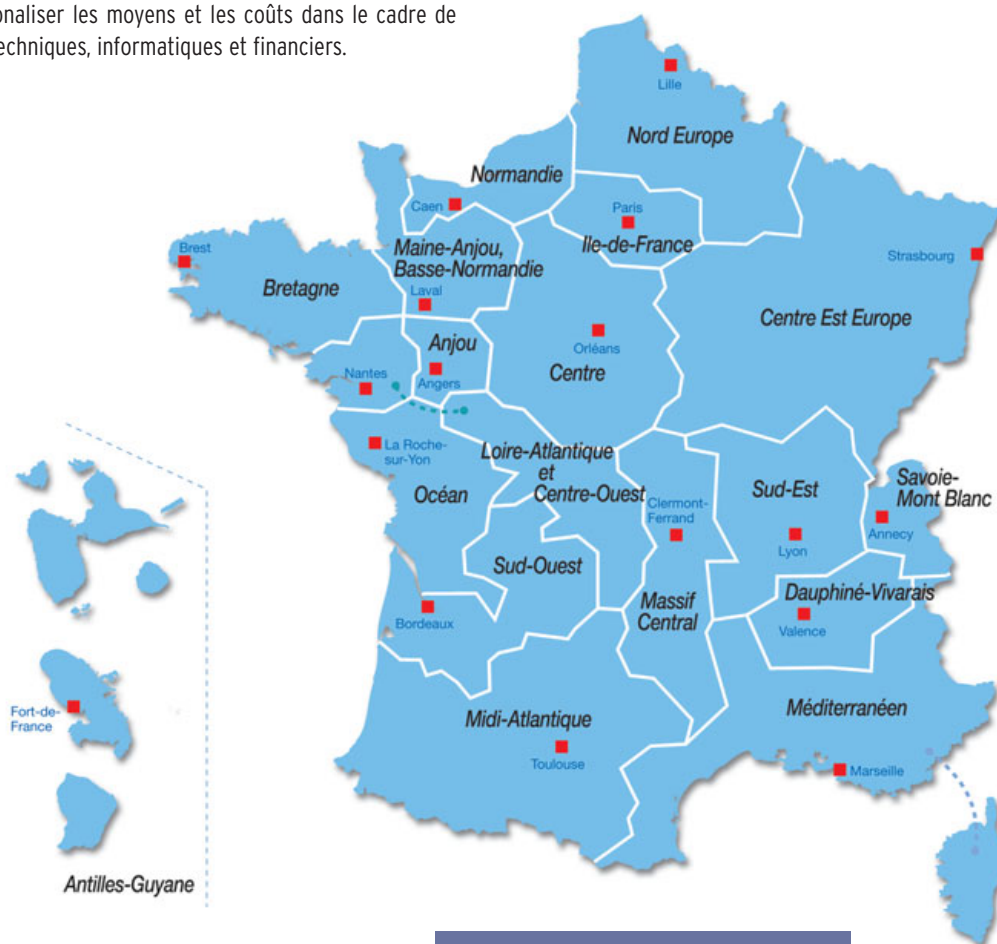 onaliser les moyens et les coûts dans le cadre de
echniques, informatiques et financiers.
Lille
Nord Europe
Normandie
Caen
Paris
Ile-de-France
Maine-Anjou,
Basse-Normandie
Brest
Strasbourg
Bretagne
Laval
Centre Est Europe
Anjou
Orléans
Nantes
Angers
Centre
La Roche-
sur-Yon
Loire-Atlantique
et
Centre-Ouest
Océan
Clermont-
Ferrand
Sud-Est
Savoie-
Mont Blanc
Annecy
Lyon
Sud-Ouest
Massif
Central
Dauphiné-Vivarais
Bordeaux
Valence
Fort-de-
France
Midi-Atlantique
Méditerranéen
Toulouse
Marseille
Antilles-Guyane